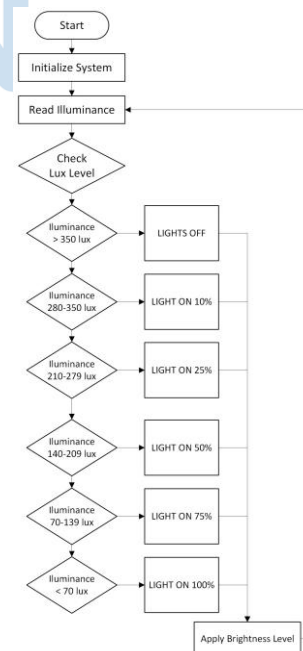 Start
Initialize System
Read Illuminance
Check
Lux Level
Iluminance
> 350 lux
LIGHTS OFF
Iluminance
280-350 lux
LIGHT ON 10%
Iluminance
210-279 lux
LIGHT ON 25%
Iluminance
140-209 lux
LIGHT ON 50%
Iluminance
70-139 lux
LIGHT ON 75%
Iluminance
< 70 lux
LIGHT ON 100%
Apply Brightness Level